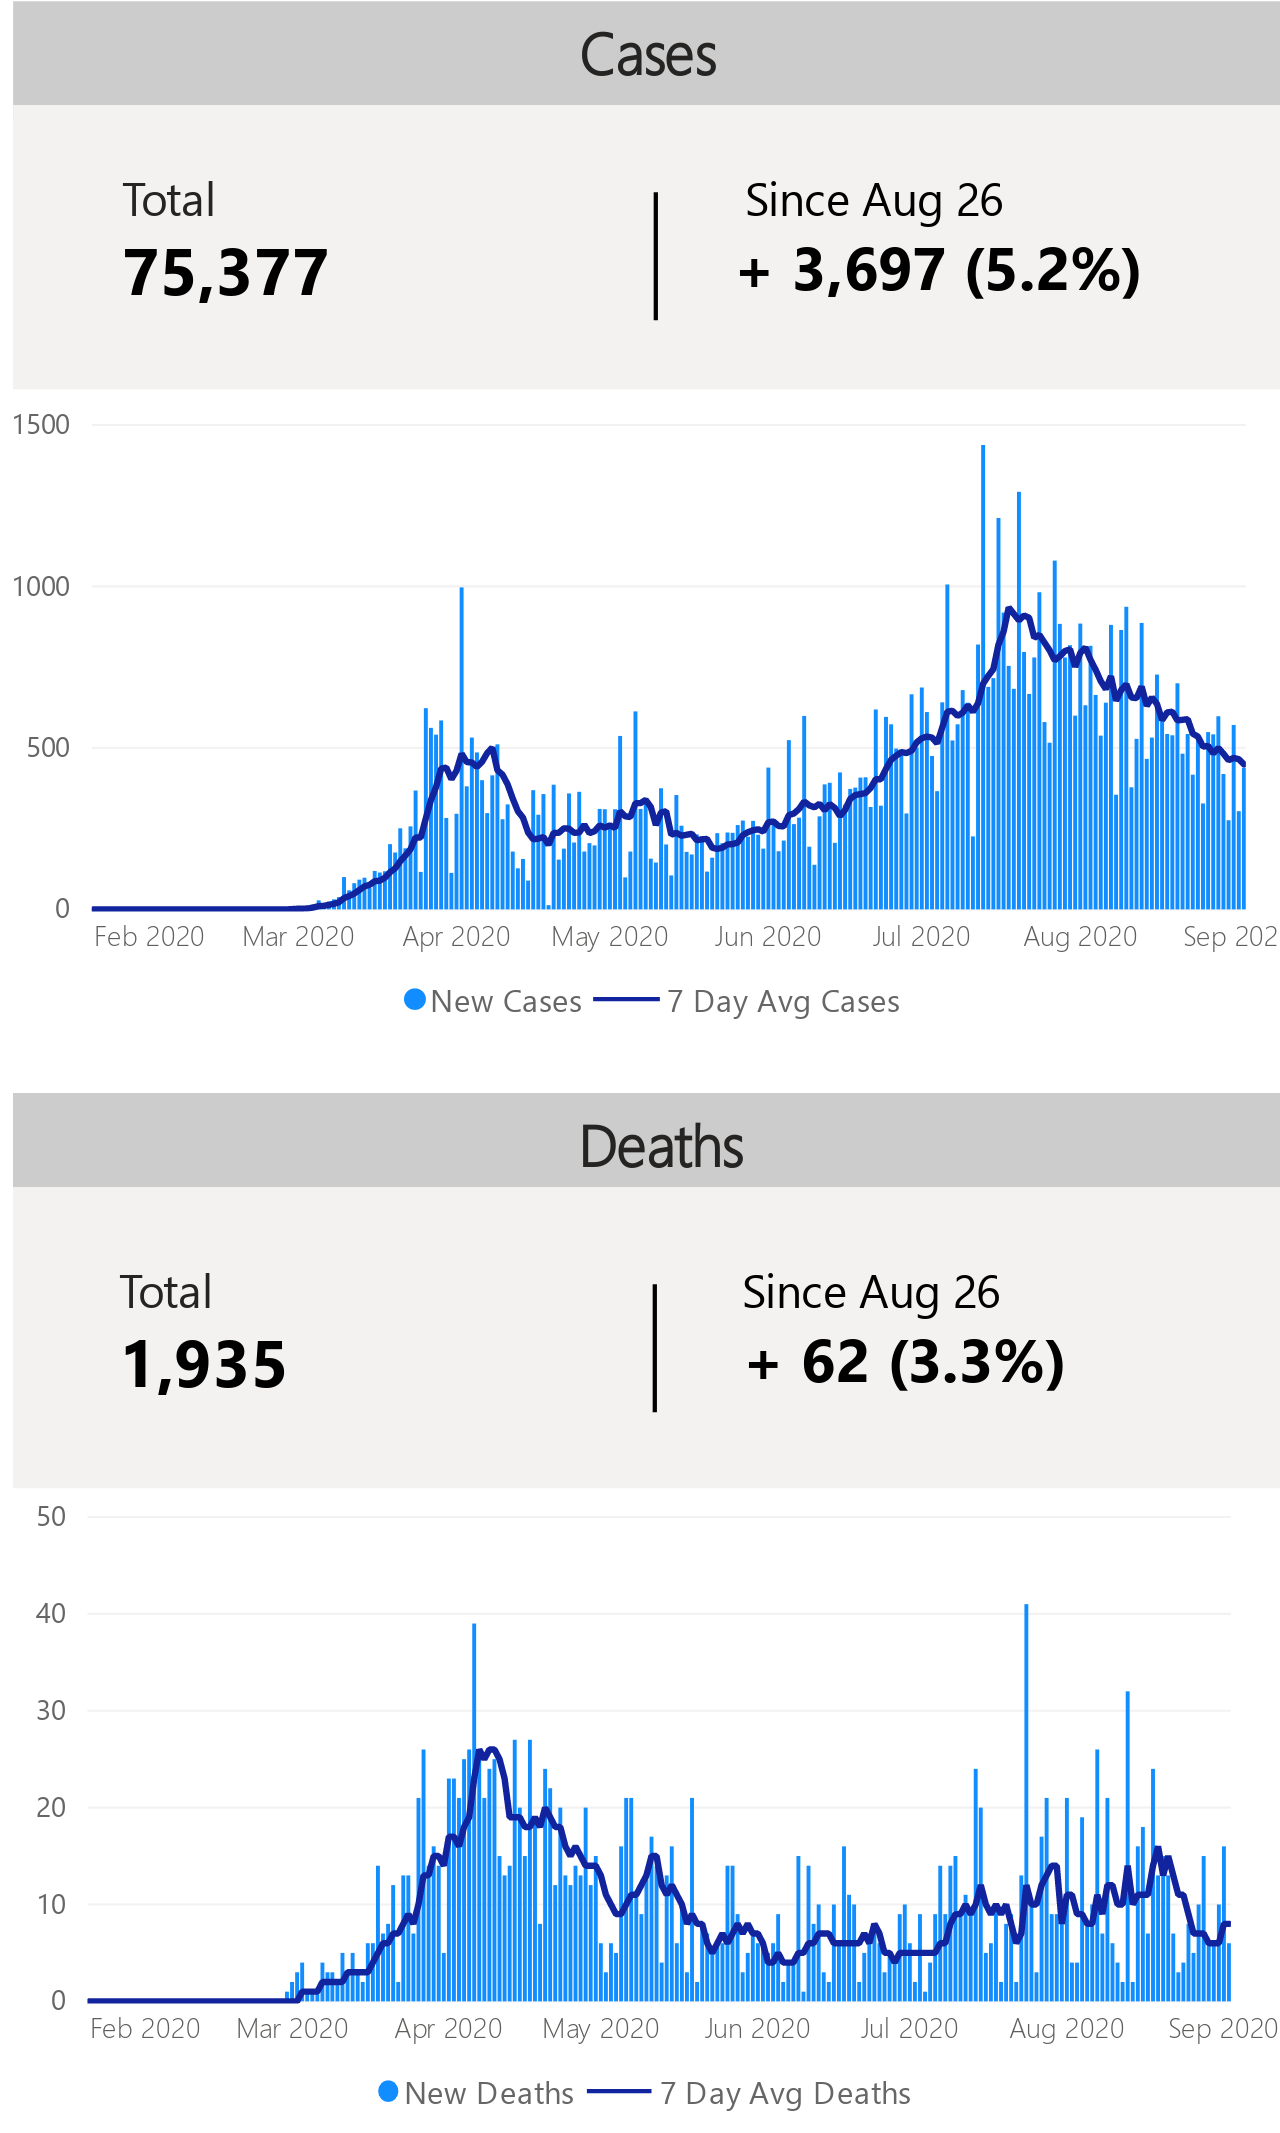 Cases
Total
Since Aug 26
75,377
+ 3,697 (5.2%)
1500
1000
500
0
Feb 2020 Mar 2020 Apr 2020 May 2020 Jun 2020 Jul 2020 Aug 2020 Sep 202
New Cases 7 Day Avg Cases
Deaths
Total
Since Aug 26
1,935
+ 62 (3.3%)
50
40
30
20
10
0
Feb 2020 Mar 2020 Apr 2020 May 2020 Jun 2020 Jul 2020 Aug 2020 Sep 2020
New Deaths 7 Day Avg Deaths